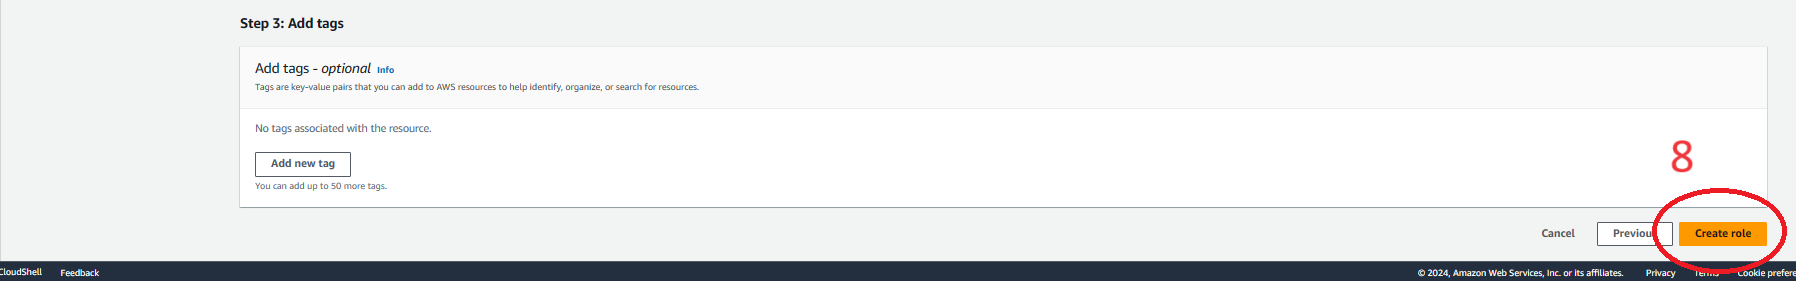 Step 3: Add tags
Add tags - optional Info
Tags are key-value pairs that you can add to AWS resources to help identify, organize, or search for resources.
No tags associated with the resource.
Add new tag
You can add up to 50 more tags.
8
Cancel Previou Create role
CloudShell Feedback © 2024, Amazon Web Services, Inc. or its affiliates. Privacy Terms Cookie prefere